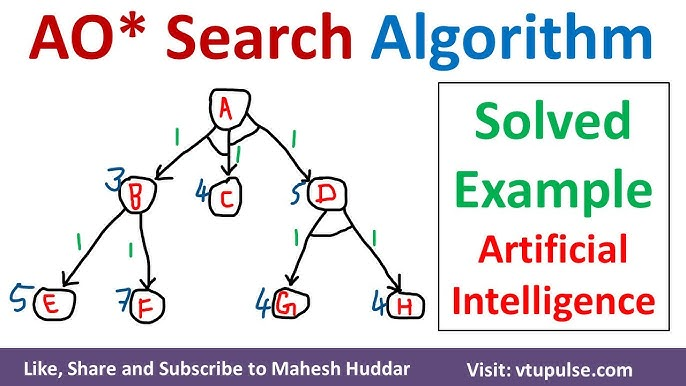 AO* Search Algorithm
A
1 1 1
3 B 4 C 5 D
1 1 1 1
5 E 7 F 4 G 4 H
Solved
Example
Artificial
Intelligence
Like, Share and Subscribe to Mahesh Huddar
Visit: vtupulse.com